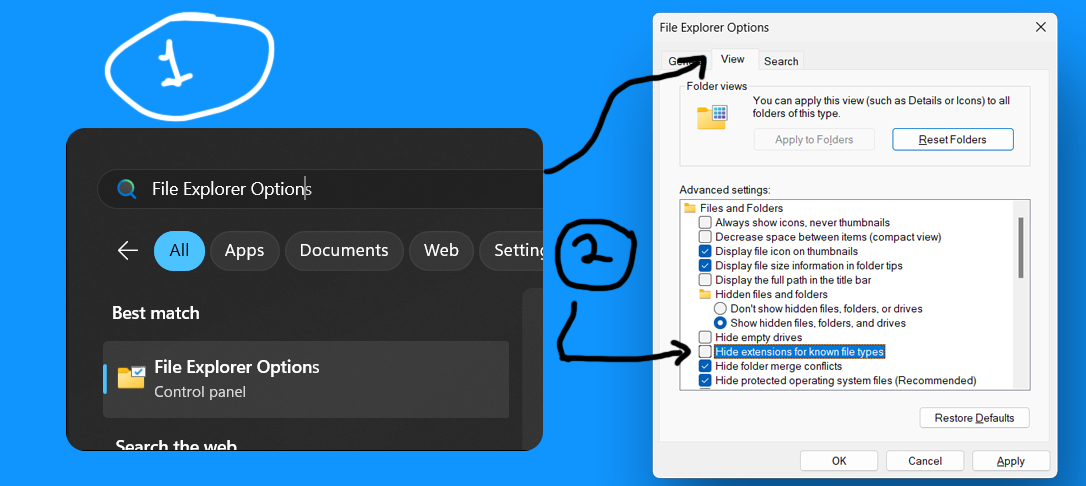 1
File Explorer Options
All
Apps
Documents
Web
Setting
Best match
File Explorer Options
Control panel
Search the web
2
File Explorer Options
View
Search
Folder views
You can apply this view (such as Details or Icons) to all
folders of this type.
Apply to Folders
Reset Folders
Advanced settings:
Files and Folders
Always show icons, never thumbnails
Decrease space between items (compact view)
Display file icon on thumbnails
Display file size information in folder tips
Display the full path in the title bar
Hidden files and folders
Don't show hidden files, folders, or drives
Show hidden files, folders, and drives
Hide empty drives
Hide extensions for known file types
Hide folder merge conflicts
Hide protected operating system files (Recommended)
Restore Defaults
OK
Cancel
Apply